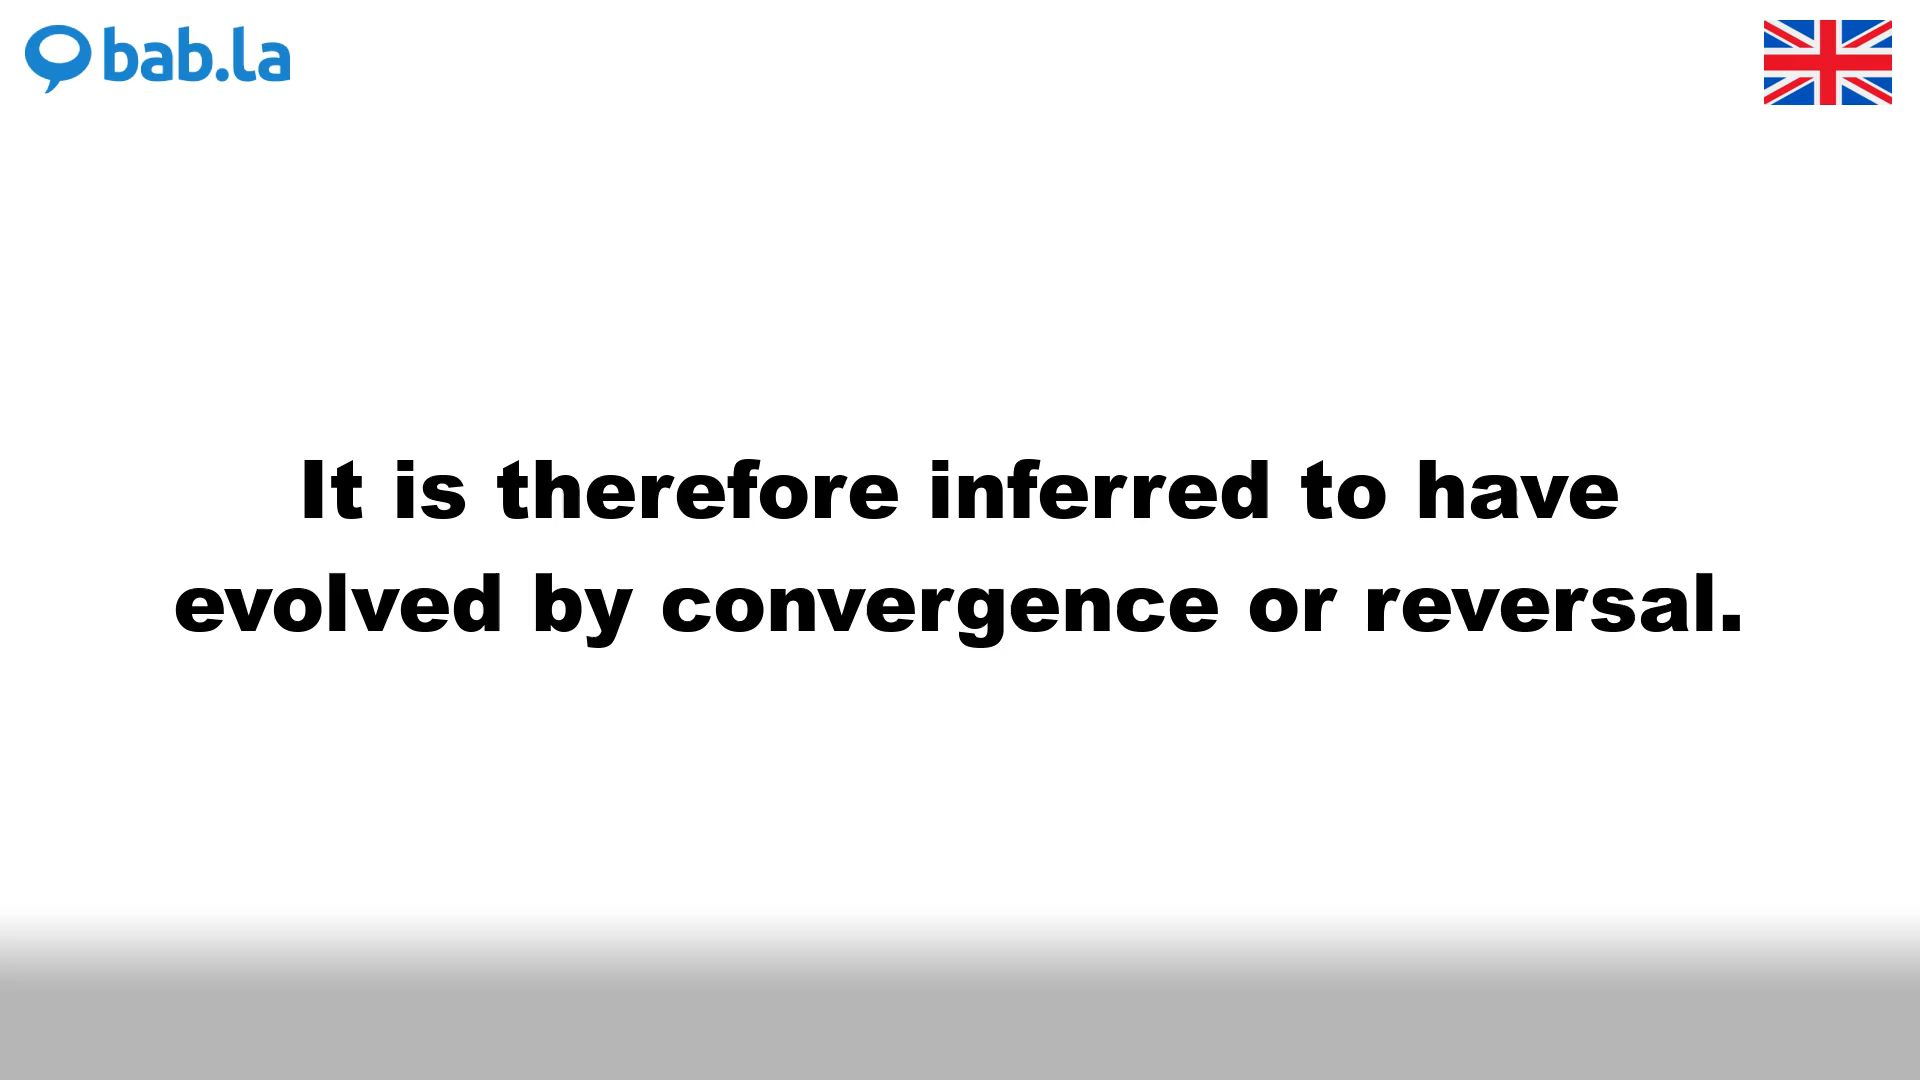 bab.la
It is therefore inferred to have
evolved by convergence or reversal.